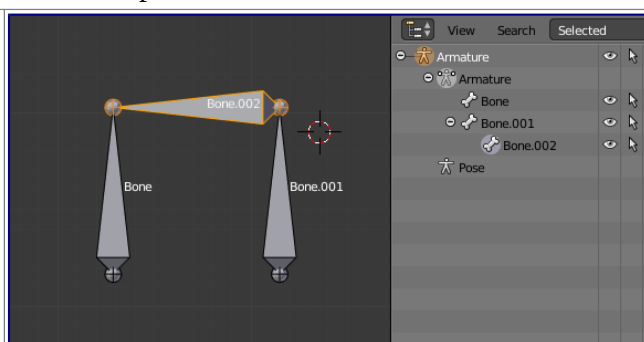 View Search Selected
Armature
Armature
Bone
Bone.001
Bone.002
Pose
Bone.002
Bone
Bone.001